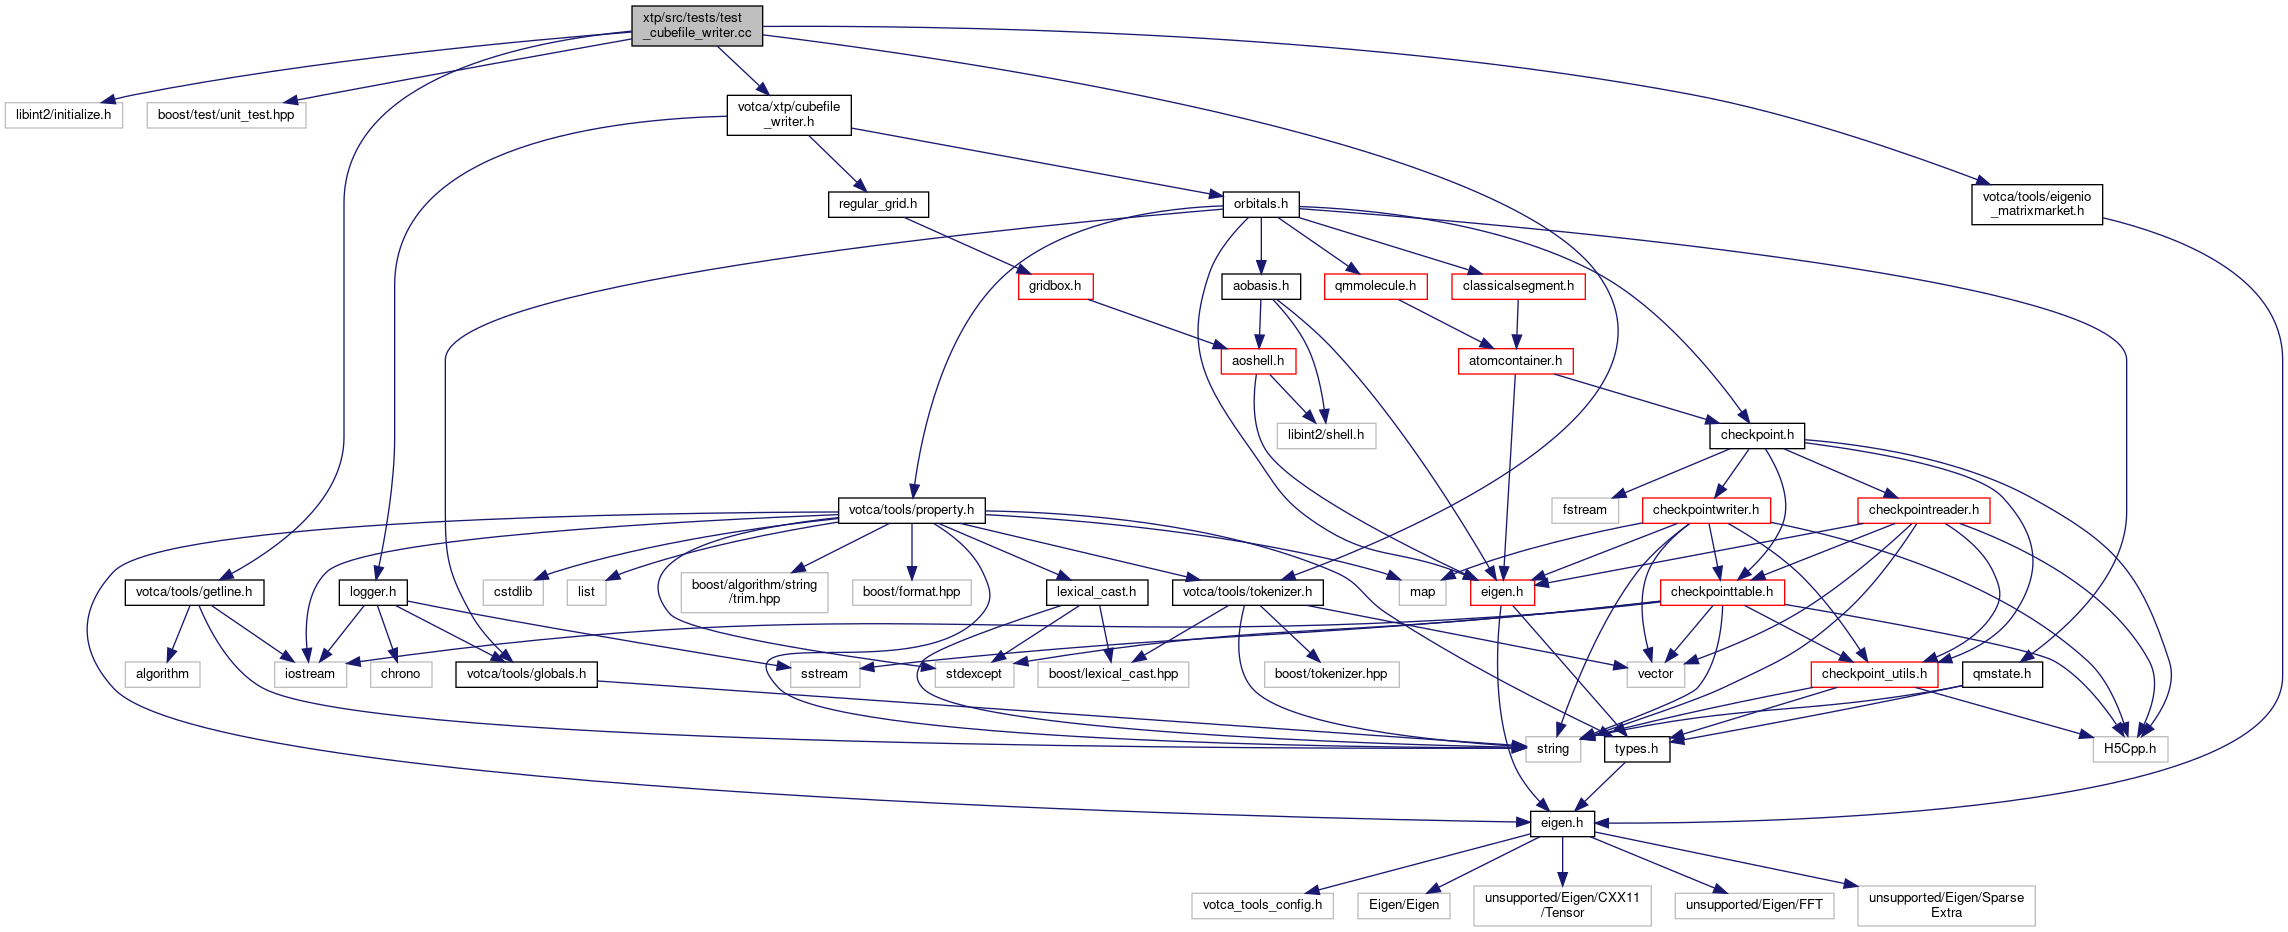 xtp/src/tests/test
_cubefile_writer.cc
libint2/initialize.h
boost/test/unit_test.hpp
votca/xtp/cubefile
_writer.h
regular_grid.h
orbitals.h
votca/tools/eigenio
_matrixmarket.h
gridbox.h
aobasis.h
qmmolecule.h
classicalsegment.h
aoshell.h
atomcontainer.h
libint2/shell.h
checkpoint.h
votca/tools/property.h
fstream
checkpointwriter.h
checkpointreader.h
votca/tools/getline.h
logger.h
cstdlib
list
boost/algorithm/string
/trim.hpp
boost/format.hpp
lexical_cast.h
votca/tools/tokenizer.h
map
eigen.h
checkpointtable.h
algorithm
iostream
chrono
votca/tools/globals.h
sstream
stdexcept
boost/lexical_cast.hpp
boost/tokenizer.hpp
vector
checkpoint_utils.h
qmstate.h
string
types.h
H5Cpp.h
eigen.h
votca_tools_config.h
Eigen/Eigen
unsupported/Eigen/CXX11
/Tensor
unsupported/Eigen/FFT
unsupported/Eigen/Sparse
Extra